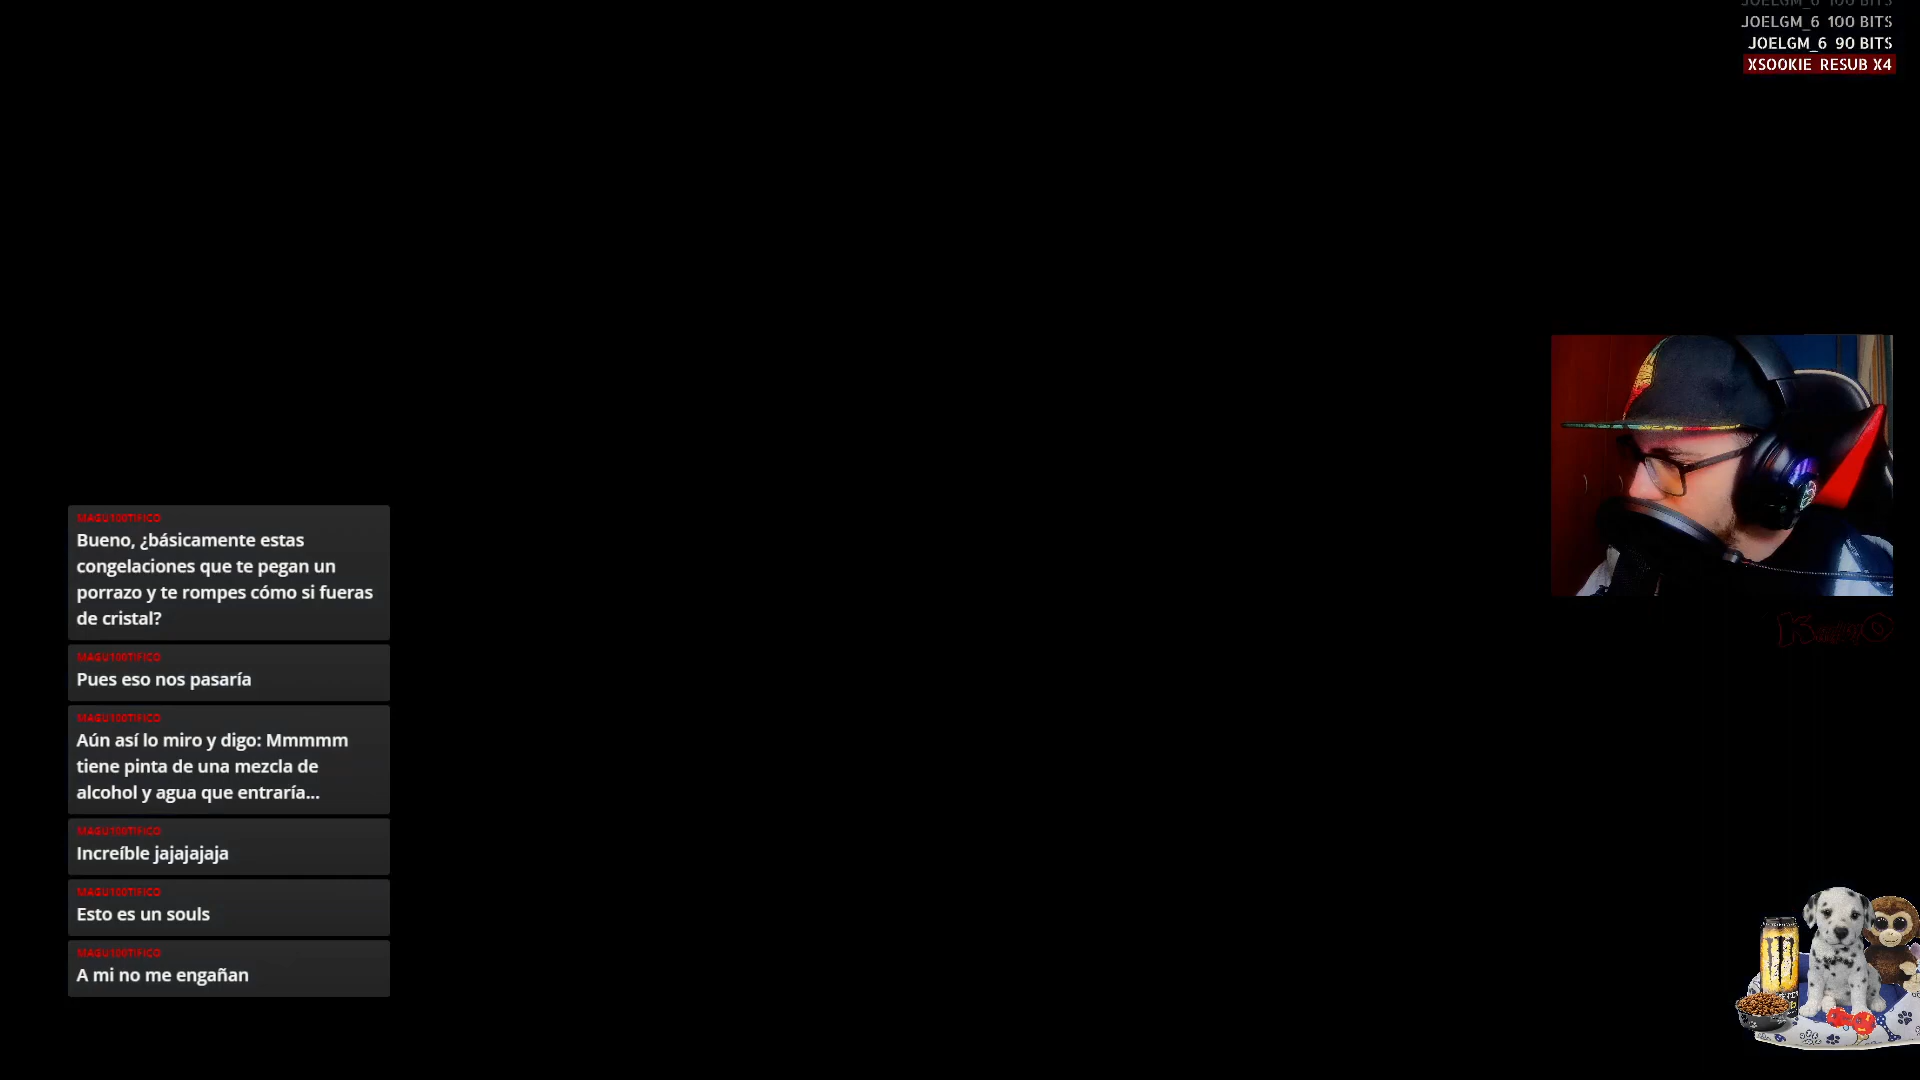 JOELGM_6 100 BITS
JOELGM_6 100 BITS
JOELGM_6 90 BITS
XSOOKIE RESUB X4
MAGU100TIFICO
Bueno, ¿básicamente estas
congelaciones que te pegan un
porrazo y te rompes cómo si fueras
de cristal?
MAGU100TIFICO
Pues eso nos pasaría
MAGU100TIFICO
Aún así lo miro y digo: Mmmmm
tiene pinta de una mezcla de
alcohol y agua que entraría...
MAGU100TIFICO
Increíble jajajajaja
MAGU100TIFICO
Esto es un souls
MAGU100TIFICO
A mi no me engañan